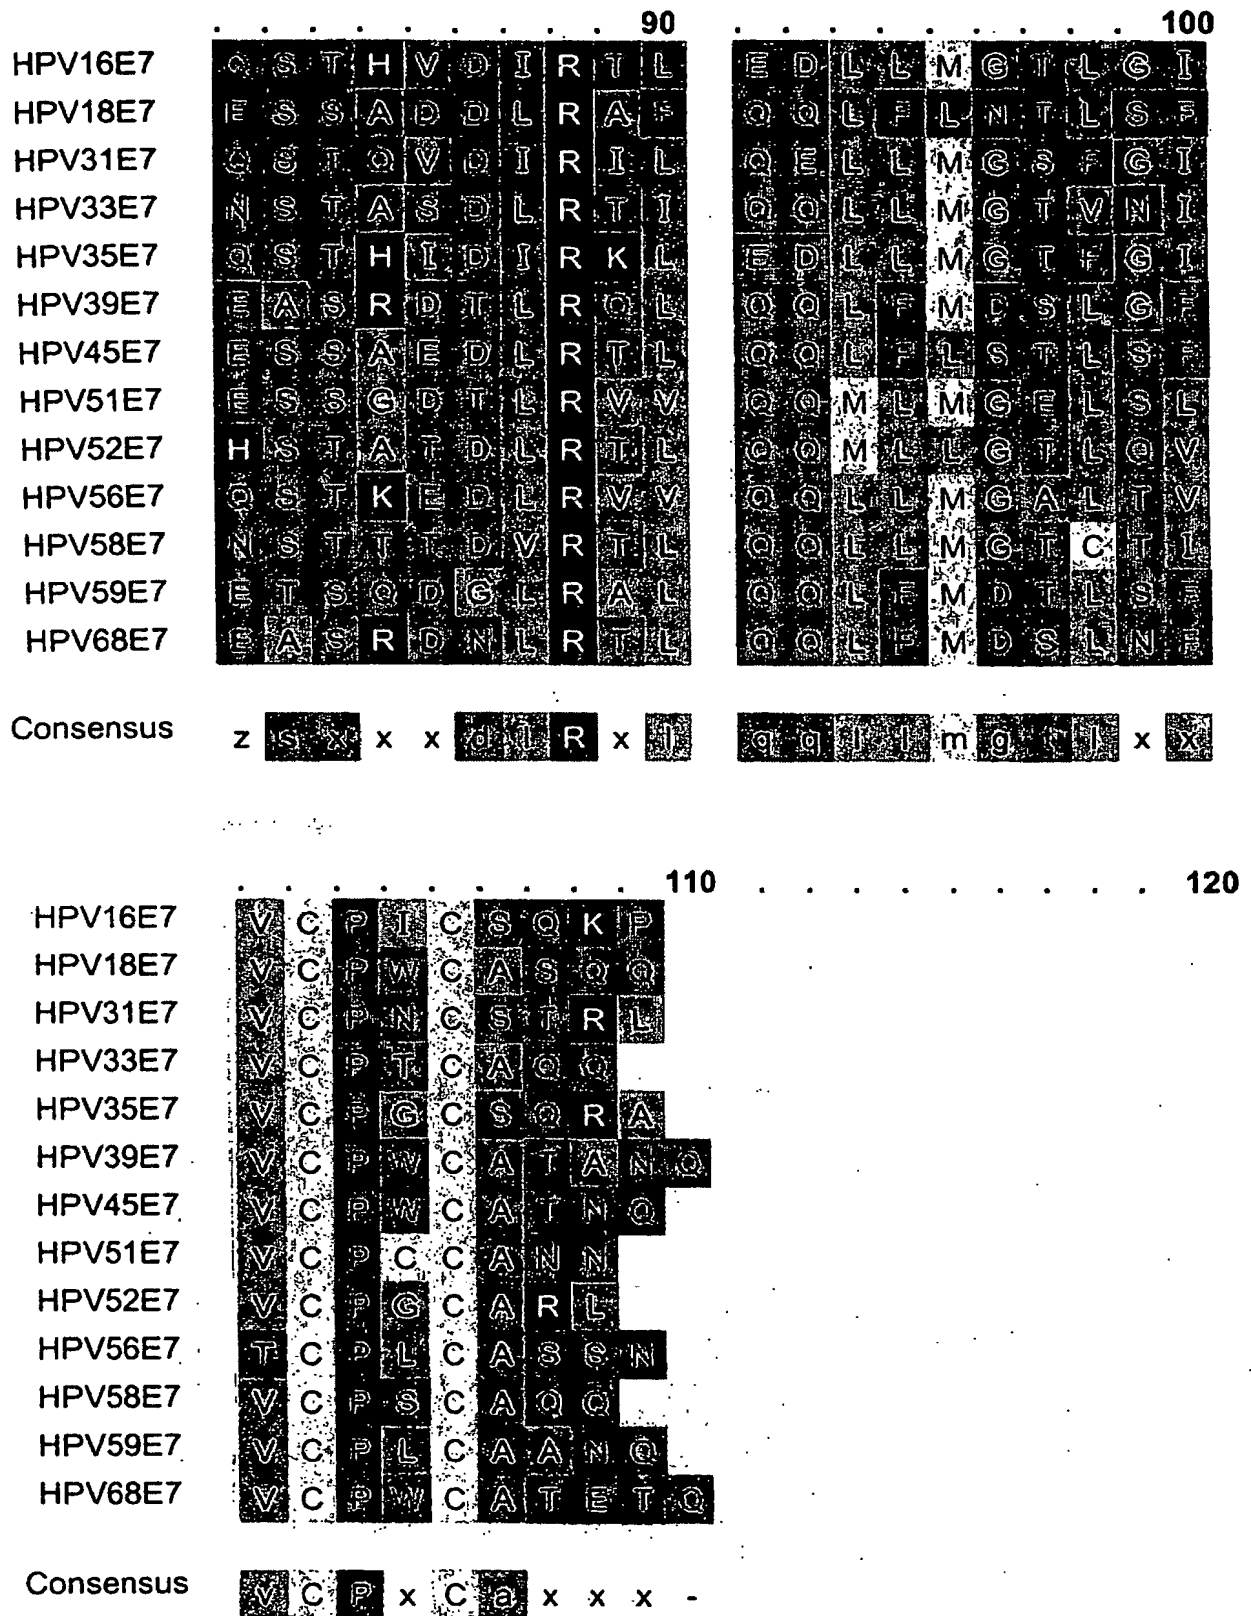 90 100
HPV16E7 Q S T H V D I R T L E D L L M G T L G I
HPV18E7 E S S A D D L R A F Q Q L F L N T L S F
HPV31E7 Q S T Q V D I R I L Q E L L M G S F G I
HPV33E7 N S T A S D L R T I Q Q L L M G T V N I
HPV35E7 Q S T H I D I R K L E D L L M G T F G I
HPV39E7 E A S R D T L R Q L Q Q L F M D S L G F
HPV45E7 E S S A E D L R T L Q Q L F L S T L S F
HPV51E7 E S S G D T L R V V Q Q M L M G E L S L
HPV52E7 H S T A T D L R T L Q Q M L L G T L Q V
HPV56E7 Q S T K E D L R V V Q Q L L M G A L T V
HPV58E7 N S T T T D V R T L Q Q L L M G T C T I
HPV59E7 E T S Q D G L R A L Q Q L F M D T L S F
HPV68E7 E A S R D N L R T L Q Q L F M D S L N F
Consensus z s x x x d l R x l q q l l m g t l x x
110 120
HPV16E7 V C P I C S Q K P
HPV18E7 V C P W C A S Q Q
HPV31E7 V C P N C S T R L
HPV33E7 V C P T C A Q Q
HPV35E7 V C P G C S Q R A
HPV39E7 V C P W C A T A N Q
HPV45E7 V C P W C A T N Q
HPV51E7 V C P C C A N N
HPV52E7 V C P G C A R L
HPV56E7 T C P L C A S S N
HPV58E7 V C P S C A Q Q
HPV59E7 V C P L C A A N Q
HPV68E7 V C P W C A T E T Q
Consensus v C P x C a x x x -